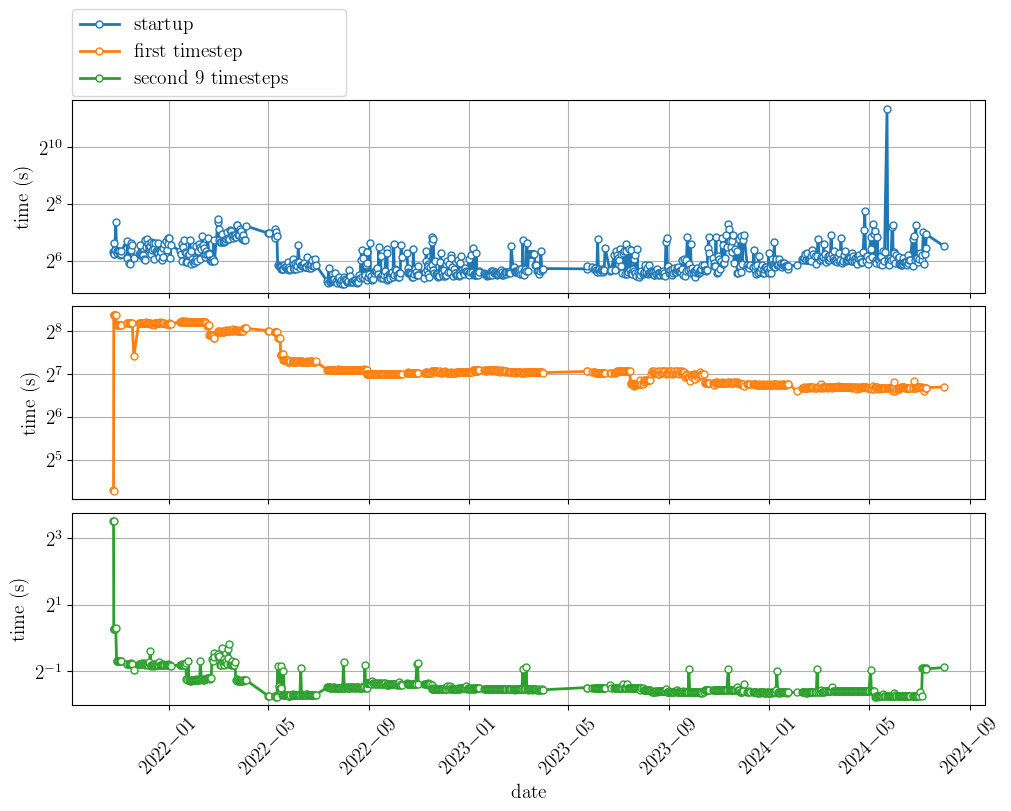 startup
first timestep
second 9 timesteps
time (s)
2^10
2^8
2^6
time (s)
2^8
2^7
2^6
2^5
time (s)
2^3
2^1
2^−1
2022−01
2022−05
2022−09
2023−01
2023−05
2023−09
2024−01
2024−05
2024−09
date